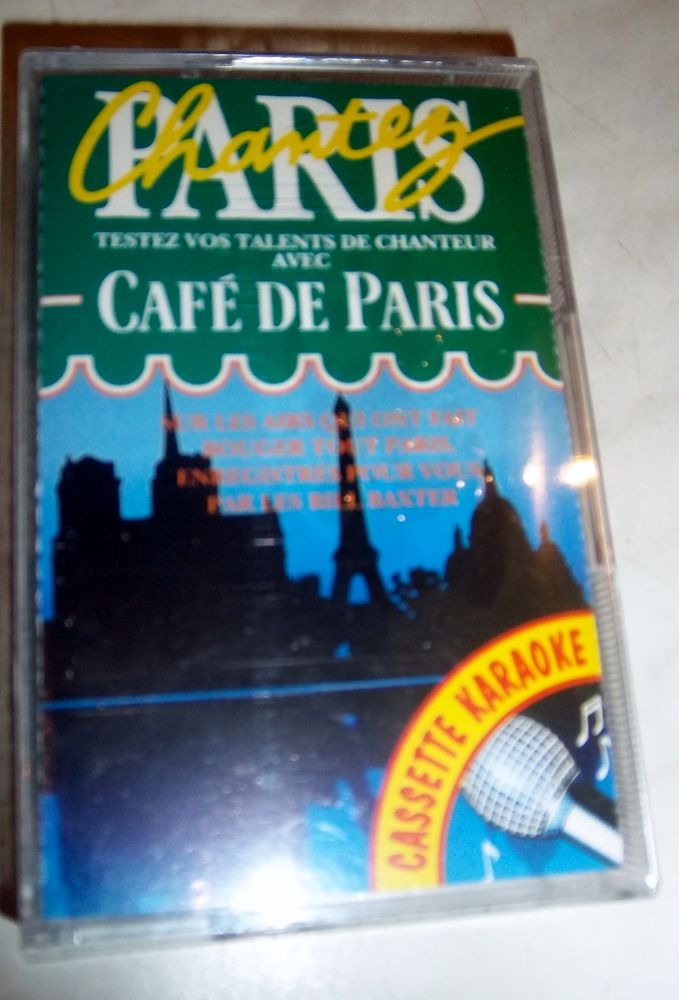 Chantez
PARIS
TESTEZ VOS TALENTS DE CHANTEUR
AVEC
CAFÉ DE PARIS
SUR LES AIRS QUI ONT FAIT
BOUGER TOUT PARIS,
ENREGISTRÉS POUR VOUS
PAR LES BILL BAXTER
CASSETTE KARAOKE